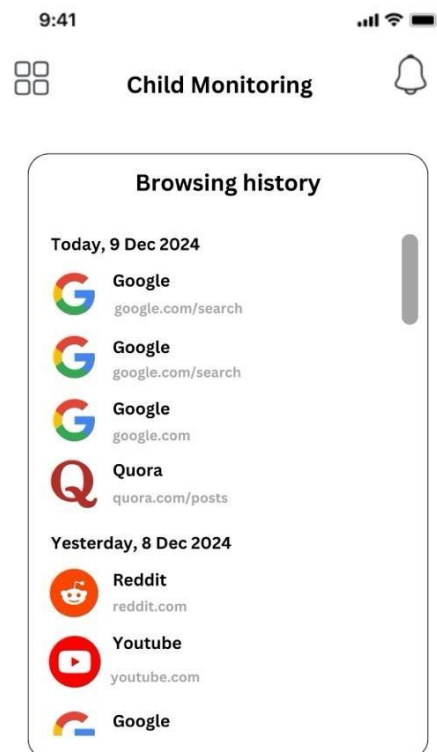 9:41
Child Monitoring
Browsing history
Today, 9 Dec 2024
Google
google.com/search
Google
google.com/search
Google
google.com
Quora
quora.com/posts
Yesterday, 8 Dec 2024
Reddit
reddit.com
Youtube
youtube.com
Google